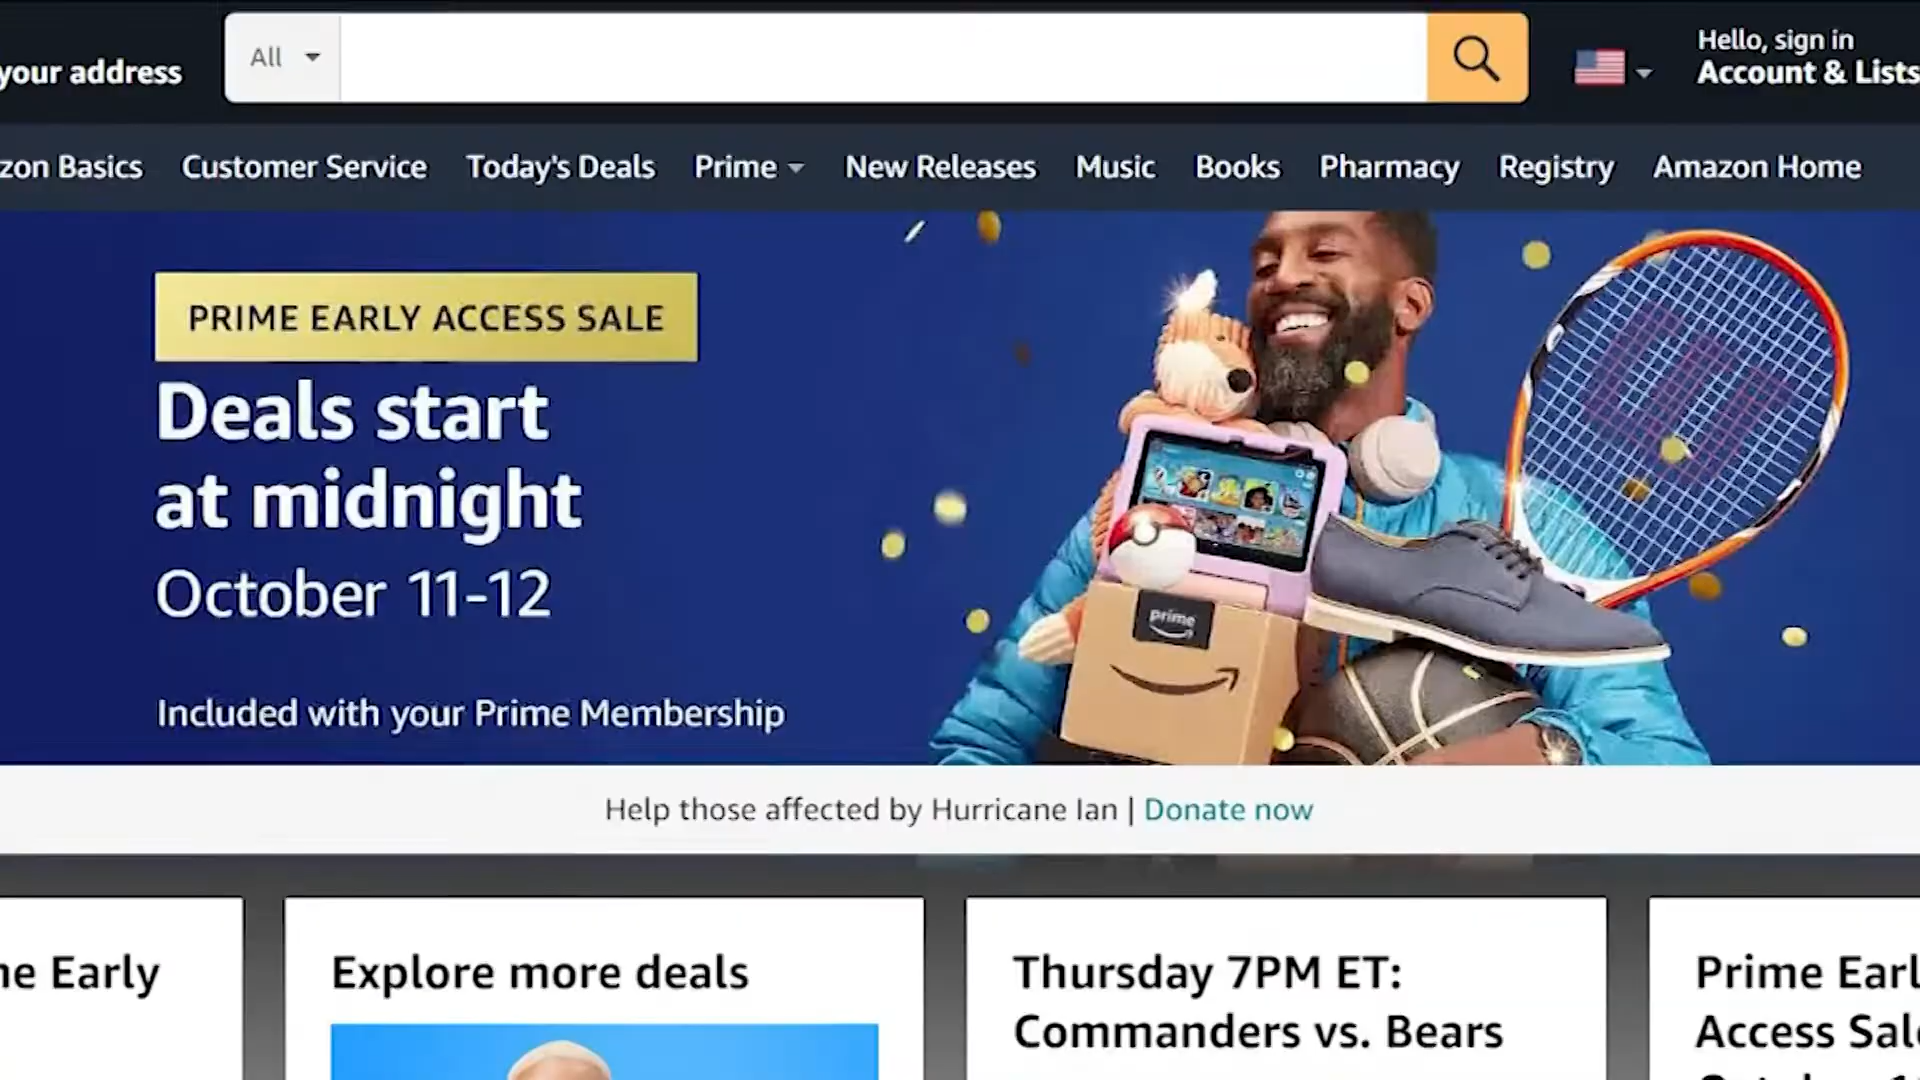 your address
All
Hello, sign in
Account & Lists
zon Basics Customer Service Today's Deals Prime New Releases Music Books Pharmacy Registry Amazon Home
PRIME EARLY ACCESS SALE
Deals start
at midnight
October 11-12
Included with your Prime Membership
prime
Help those affected by Hurricane Ian | Donate now
ne Early
Explore more deals
Thursday 7PM ET:
Commanders vs. Bears
Prime Earl
Access Sale